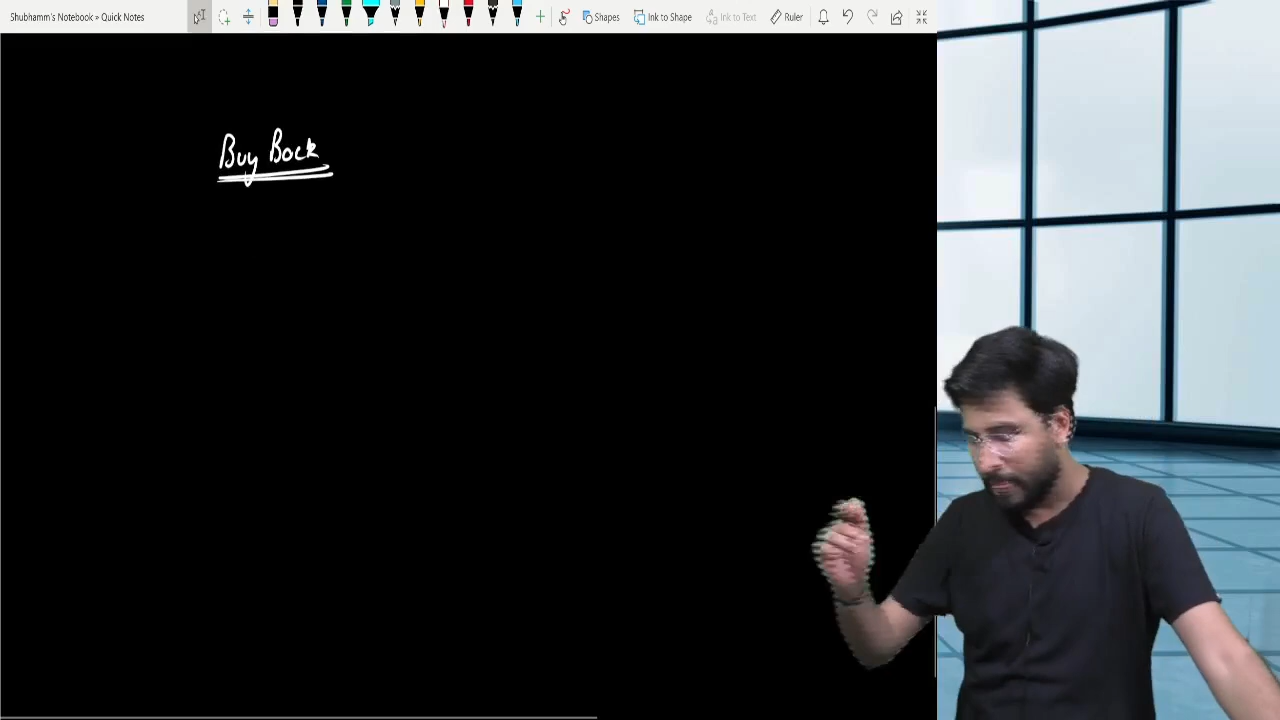 Shubhamm's Notebook » Quick Notes
Shapes
Ink to Shape
Ink to Text
Ruler
Buy Back